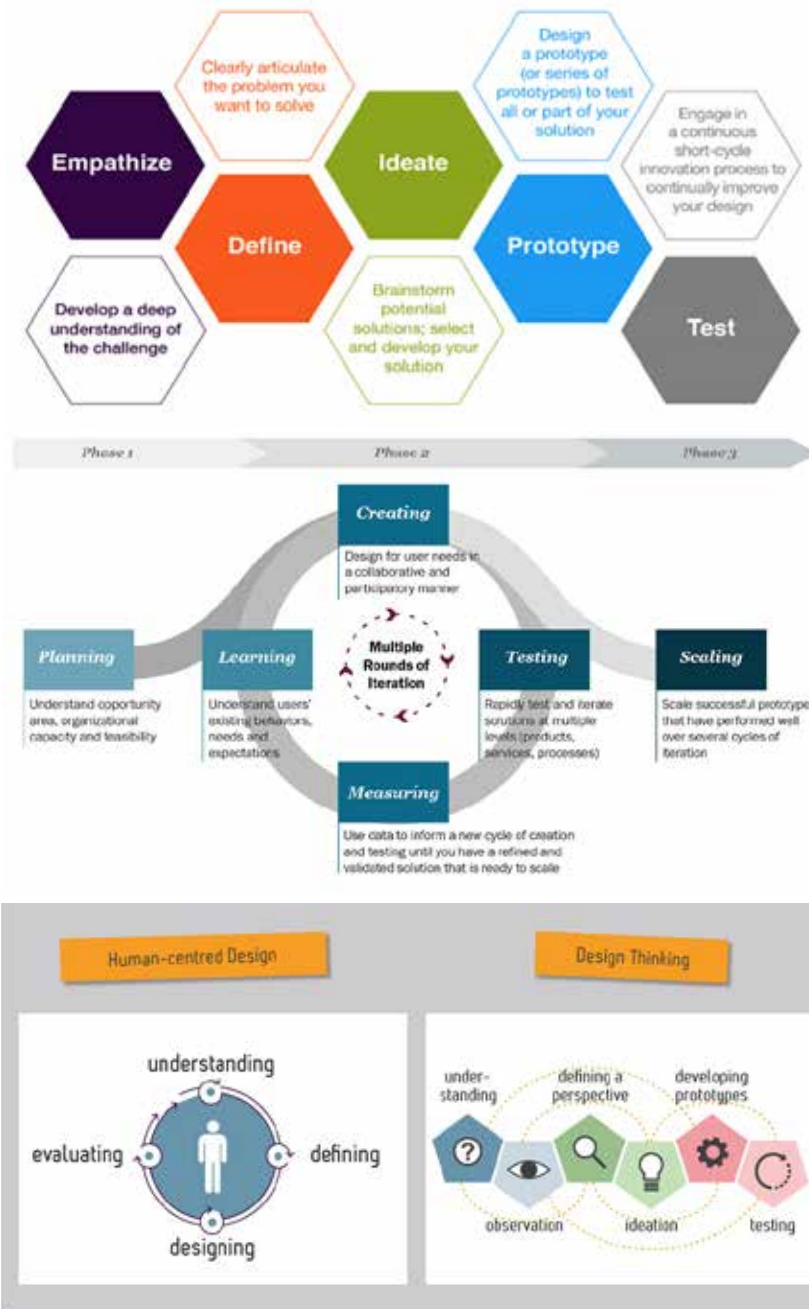 Clearly articulate
the problem you
want to solve
Design
a prototype
(or series of
prototypes) to test
all or part of your
solution
Engage in
a continuous
short-cycle
innovation process to
continually improve
your design
Empathize
Ideate
Define
Prototype
Test
Develop a deep
understanding of
the challenge
Brainstorm
potential
solutions; select
and develop your
solution
Phase 1
Phase 2
Phase 3
Creating
Design for user needs in
a collaborative and
participatory manner
Planning
Understand opportunity
area, organizational
capacity and feasibility
Learning
Understand users'
existing behaviors,
needs and
expectations
Multiple
Rounds of
Iteration
Testing
Rapidly test and iterate
solutions at multiple
levels (products,
services, processes)
Scaling
Scale successful prototype
that have performed well
over several cycles of
iteration
Measuring
Use data to inform a new cycle of creation
and testing until you have a refined and
validated solution that is ready to scale
Human-centred Design
understanding
evaluating
defining
designing
Design Thinking
under-
standing
defining a
perspective
developing
prototypes
?
observation
ideation
testing